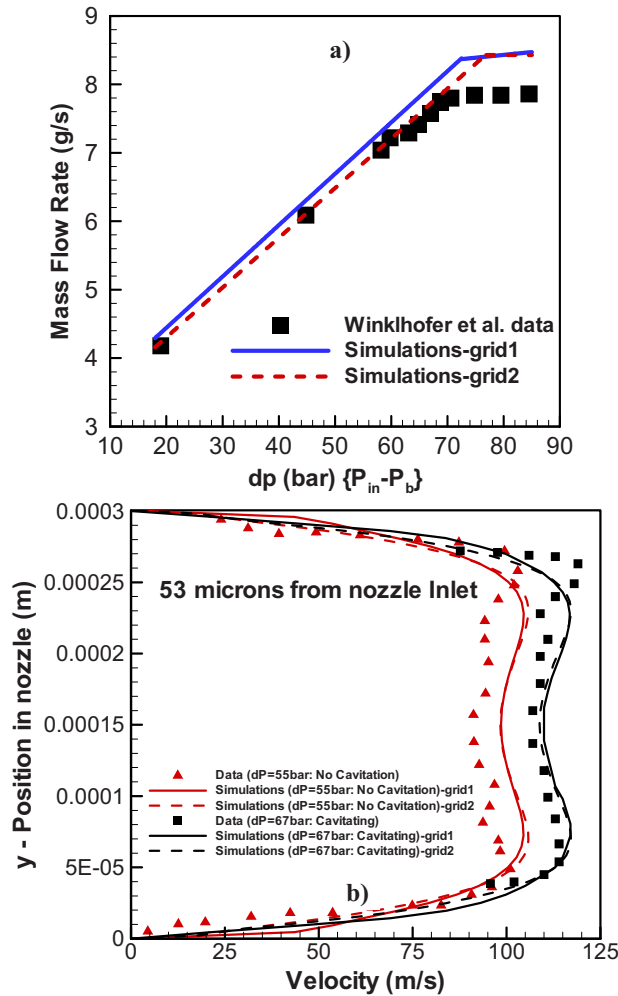 a)
Mass Flow Rate (g/s)
9
8
7
6
5
4
3
Winklhofer et al. data
Simulations-grid1
Simulations-grid2
10 20 30 40 50 60 70 80 90
dp (bar) {P_in-P_b}
y - Position in nozzle (m)
0.0003
0.00025
0.0002
0.00015
0.0001
5E-05
0
53 microns from nozzle Inlet
Data (dP=55bar: No Cavitation)
Simulations (dP=55bar: No Cavitation)-grid1
Simulations (dP=55bar: No Cavitation)-grid2
Data (dP=67bar: Cavitating)
Simulations (dP=67bar: Cavitating)-grid1
Simulations (dP=67bar: Cavitating)-grid2
b)
0 25 50 75 100 125
Velocity (m/s)